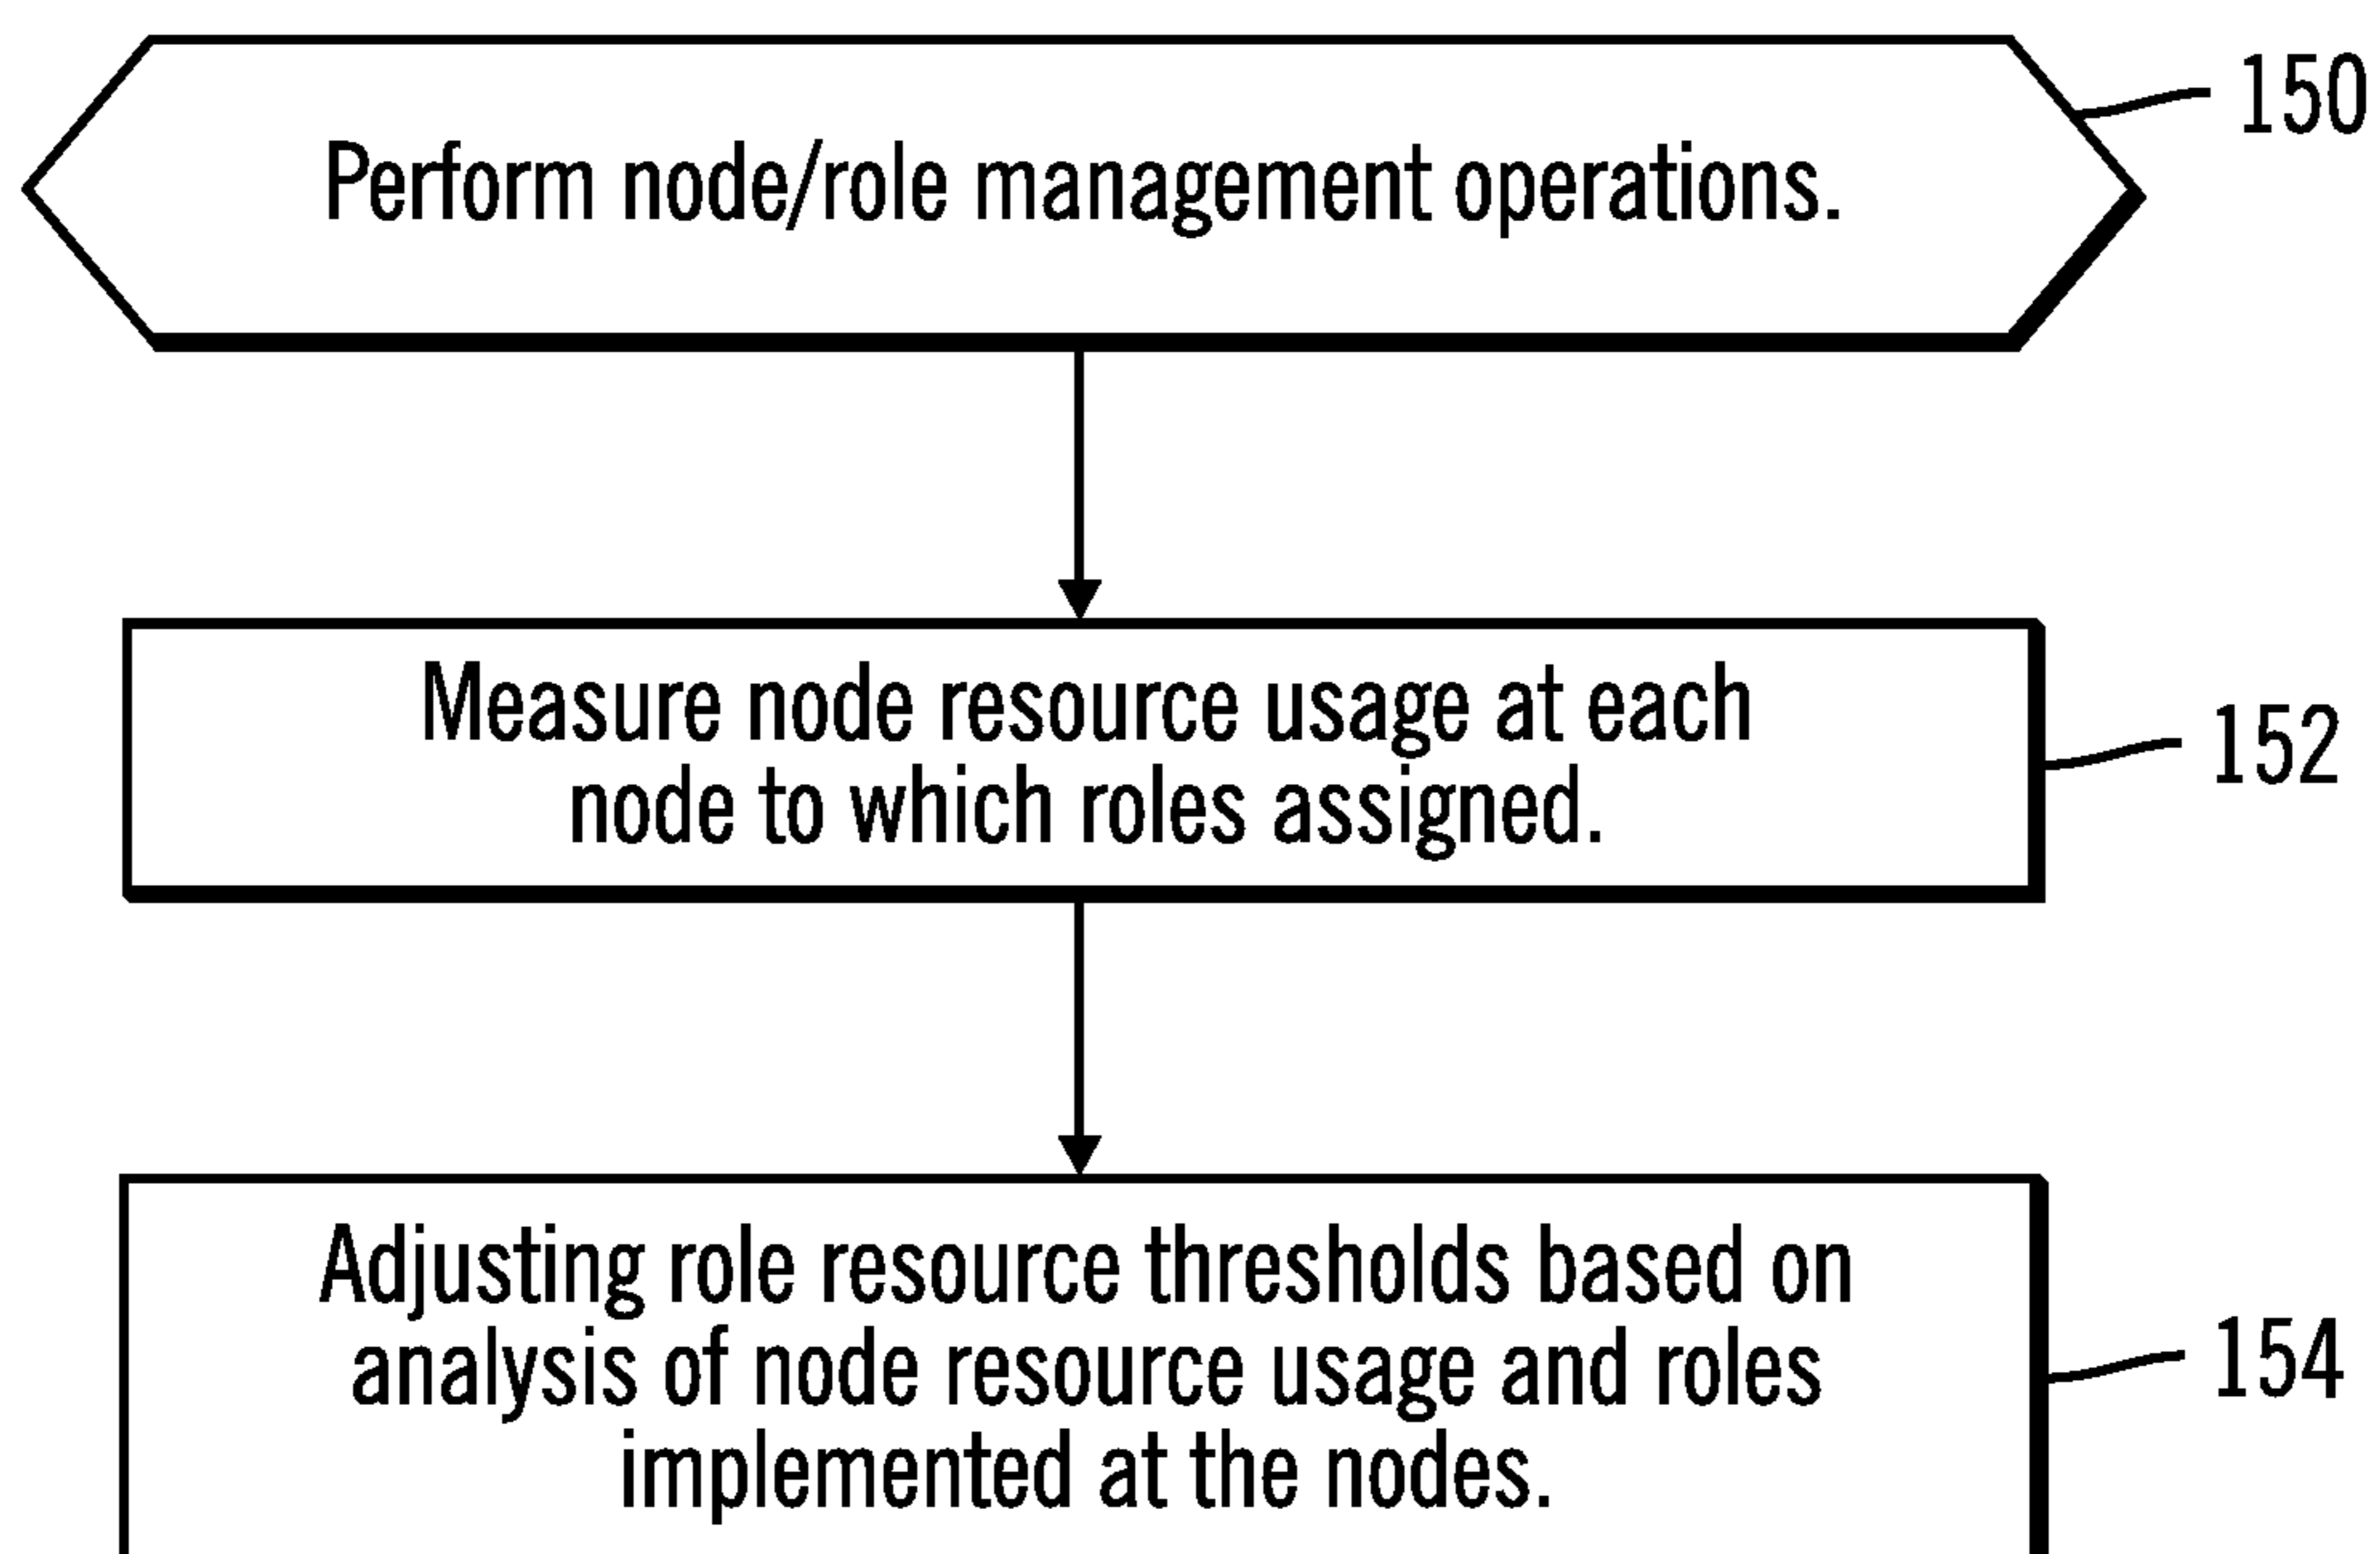 150
Perform node/role management operations.
Measure node resource usage at each
node to which roles assigned.
152
Adjusting role resource thresholds based on
analysis of node resource usage and roles
implemented at the nodes.
154